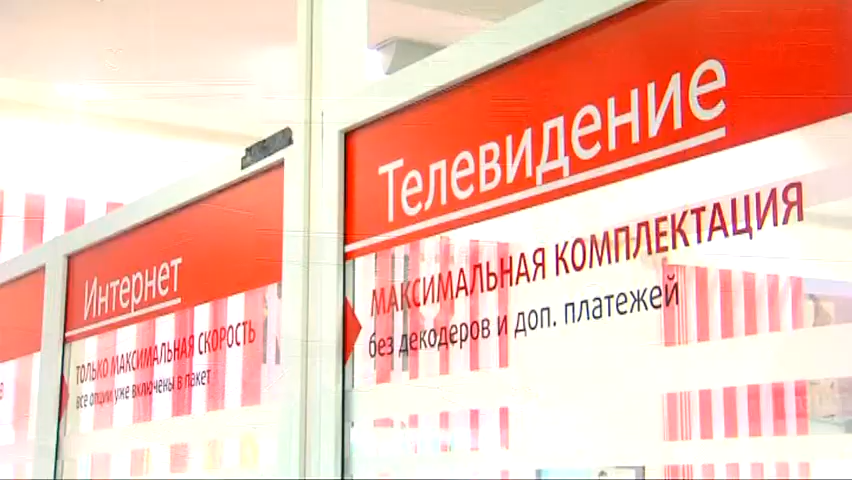 Интернет
ТОЛЬКО МАКСИМАЛЬНАЯ СКОРОСТЬ
все опции уже включены в пакет
Телевидение
МАКСИМАЛЬНАЯ КОМПЛЕКТАЦИЯ
без декодеров и доп. платежей